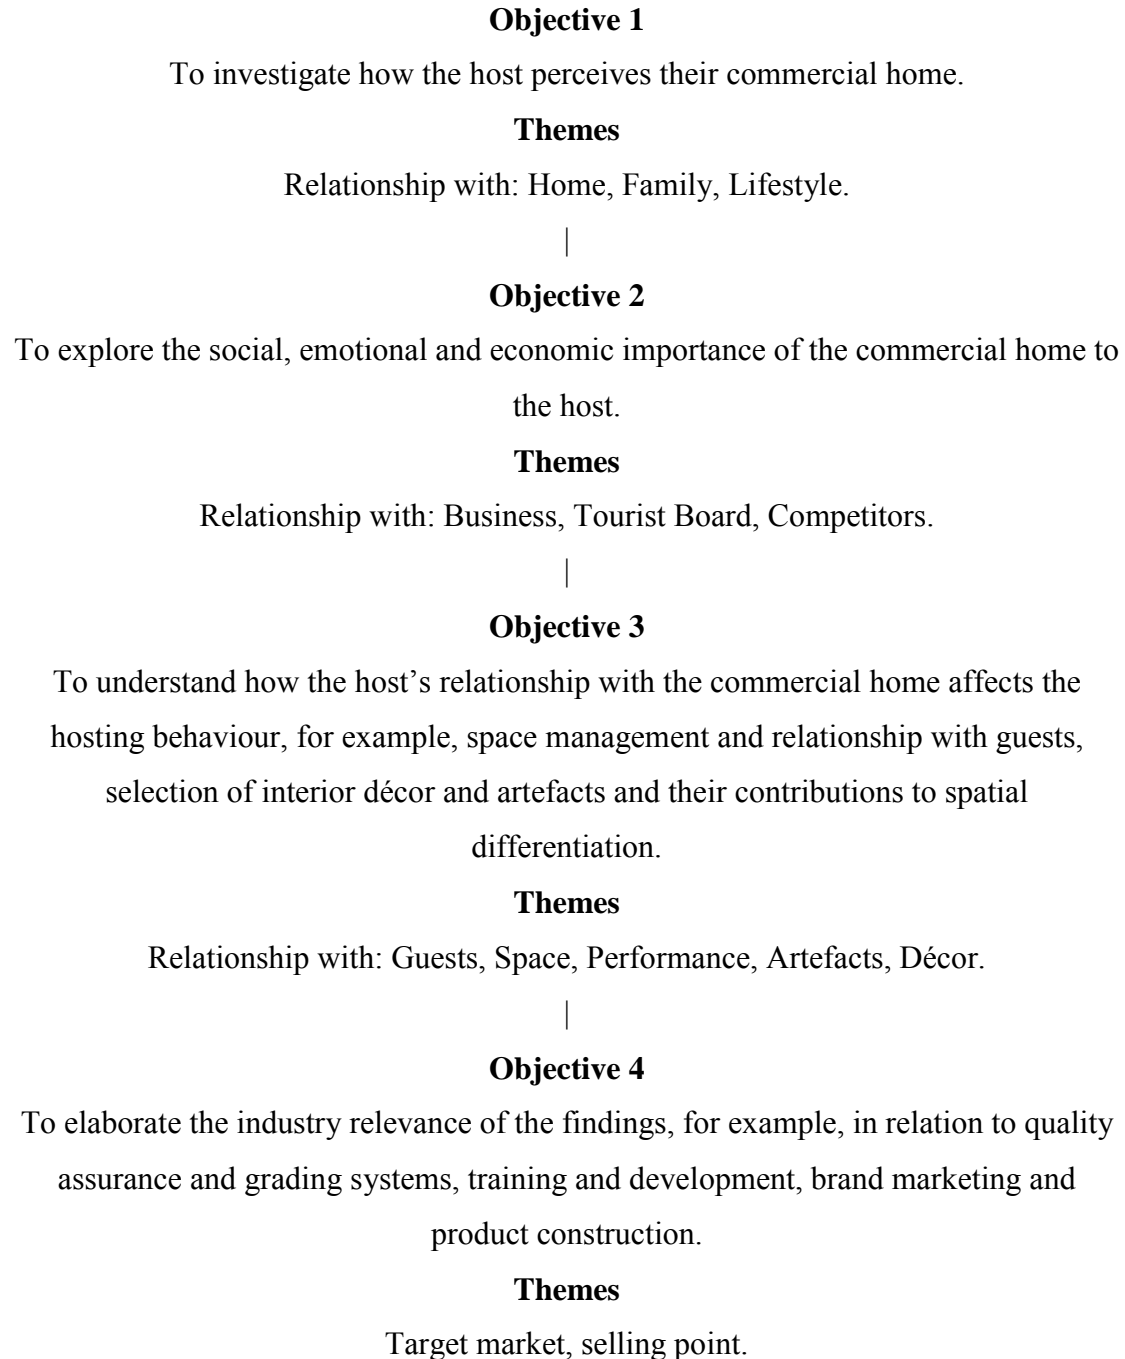 Objective 1
To investigate how the host perceives their commercial home.
Themes
Relationship with: Home, Family, Lifestyle.
|
Objective 2
To explore the social, emotional and economic importance of the commercial home to
the host.
Themes
Relationship with: Business, Tourist Board, Competitors.
|
Objective 3
To understand how the host’s relationship with the commercial home affects the
hosting behaviour, for example, space management and relationship with guests,
selection of interior décor and artefacts and their contributions to spatial
differentiation.
Themes
Relationship with: Guests, Space, Performance, Artefacts, Décor.
|
Objective 4
To elaborate the industry relevance of the findings, for example, in relation to quality
assurance and grading systems, training and development, brand marketing and
product construction.
Themes
Target market, selling point.